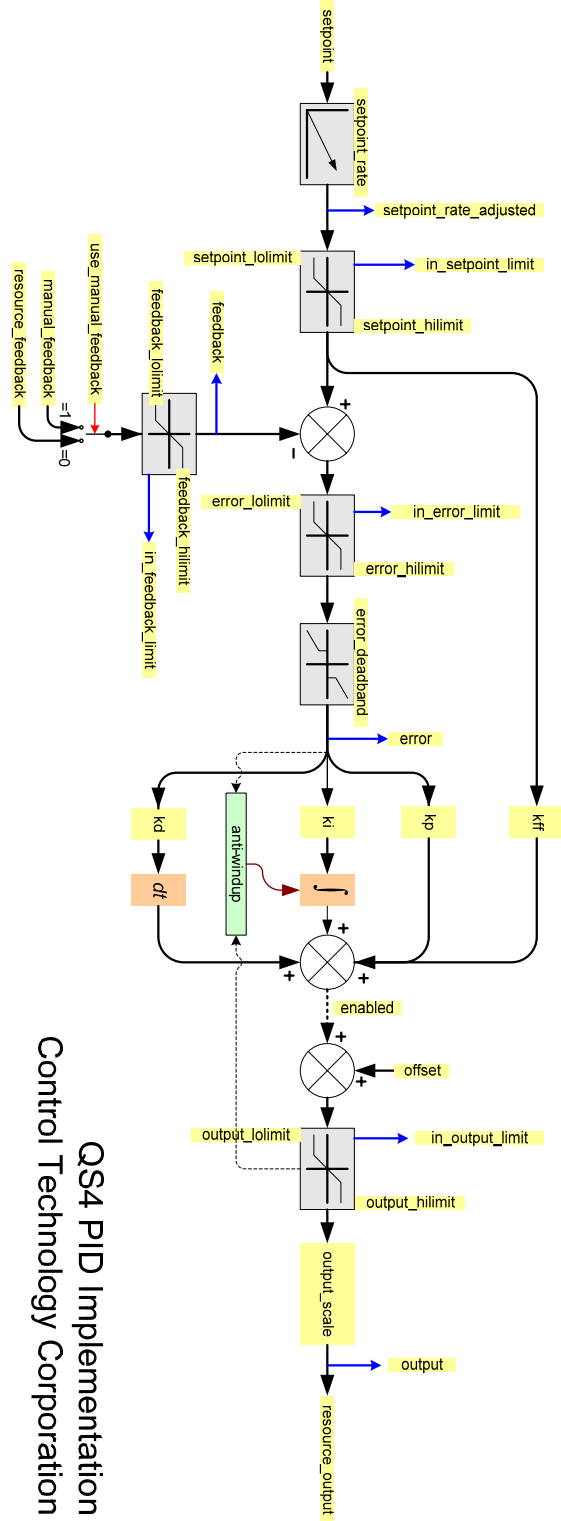 setpoint
setpoint_rate
setpoint_rate_adjusted
setpoint_lolimit
in_setpoint_limit
setpoint_hilimit
resource_feedback
manual_feedback
use_manual_feedback
=1
=0
feedback_lolimit
feedback_hilimit
feedback
in_feedback_limit
+
-
error_lolimit
in_error_limit
error_hilimit
error_deadband
error
kd
anti-windup
ki
kp
kff
dt
∫
+
+
+
enabled
+
offset
+
output_lolimit
in_output_limit
output_hilimit
output_scale
output
resource_output
QS4 PID Implementation
Control Technology Corporation